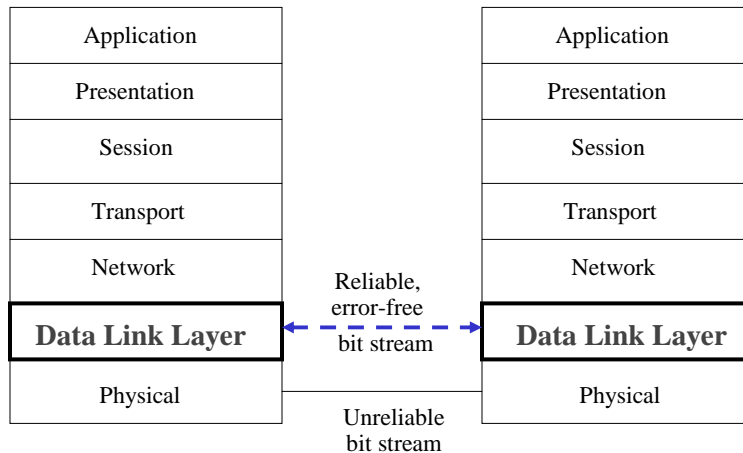 Application
Presentation
Session
Transport
Network
Data Link Layer
Physical
Reliable,
error-free
bit stream
Unreliable
bit stream
Application
Presentation
Session
Transport
Network
Data Link Layer
Physical